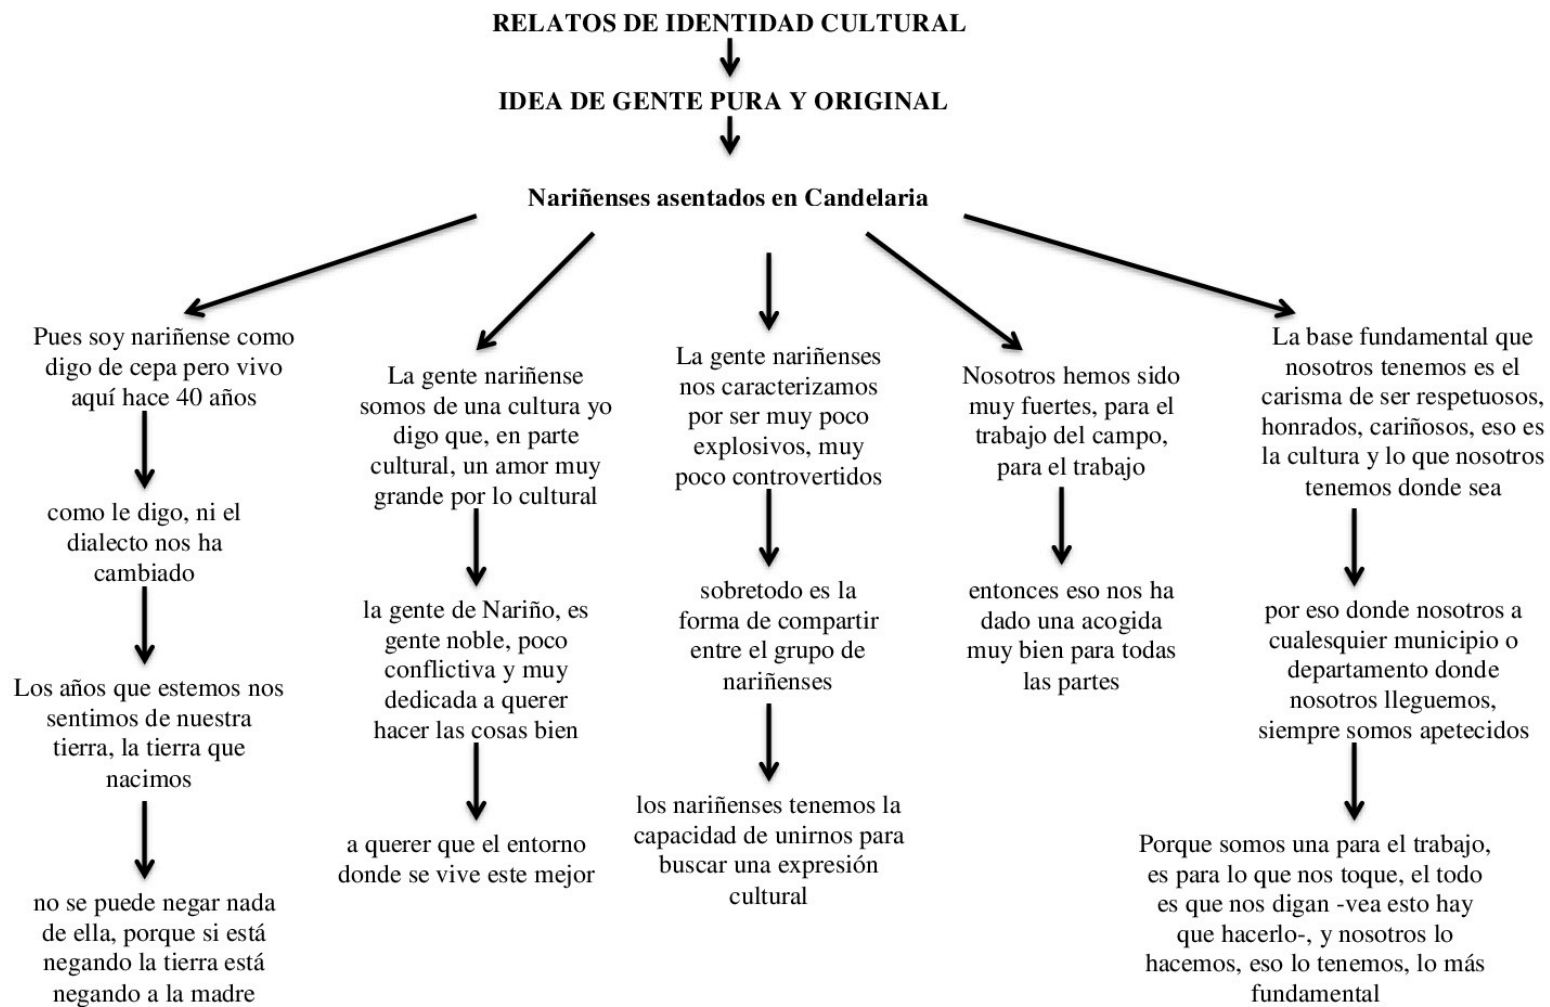 RELATOS DE IDENTIDAD CULTURAL
IDEA DE GENTE PURA Y ORIGINAL
Nariñenses asentados en Candelaria
Pues soy nariñense como
digo de cepa pero vivo
aquí hace 40 años
como le digo, ni el
dialecto nos ha
cambiado
Los años que estemos nos
sentimos de nuestra
tierra, la tierra que
nacimos
no se puede negar nada
de ella, porque si está
negando la tierra está
negando a la madre
La gente nariñense
somos de una cultura yo
digo que, en parte
cultural, un amor muy
grande por lo cultural
la gente de Nariño, es
gente noble, poco
conflictiva y muy
dedicada a querer
hacer las cosas bien
a querer que el entorno
donde se vive este mejor
La gente nariñenses
nos caracterizamos
por ser muy poco
explosivos, muy
poco controvertidos
sobretodo es la
forma de compartir
entre el grupo de
nariñenses
los nariñenses tenemos la
capacidad de unirnos para
buscar una expresión
cultural
Nosotros hemos sido
muy fuertes, para el
trabajo del campo,
para el trabajo
entonces eso nos ha
dado una acogida
muy bien para todas
las partes
La base fundamental que
nosotros tenemos es el
carisma de ser respetuosos,
honrados, cariñosos, eso es
la cultura y lo que nosotros
tenemos donde sea
por eso donde nosotros a
cualesquier municipio o
departamento donde
nosotros lleguemos,
siempre somos apetecidos
Porque somos una para el trabajo,
es para lo que nos toque, el todo
es que nos digan -vea esto hay
que hacerlo-, y nosotros lo
hacemos, eso lo tenemos, lo más
fundamental